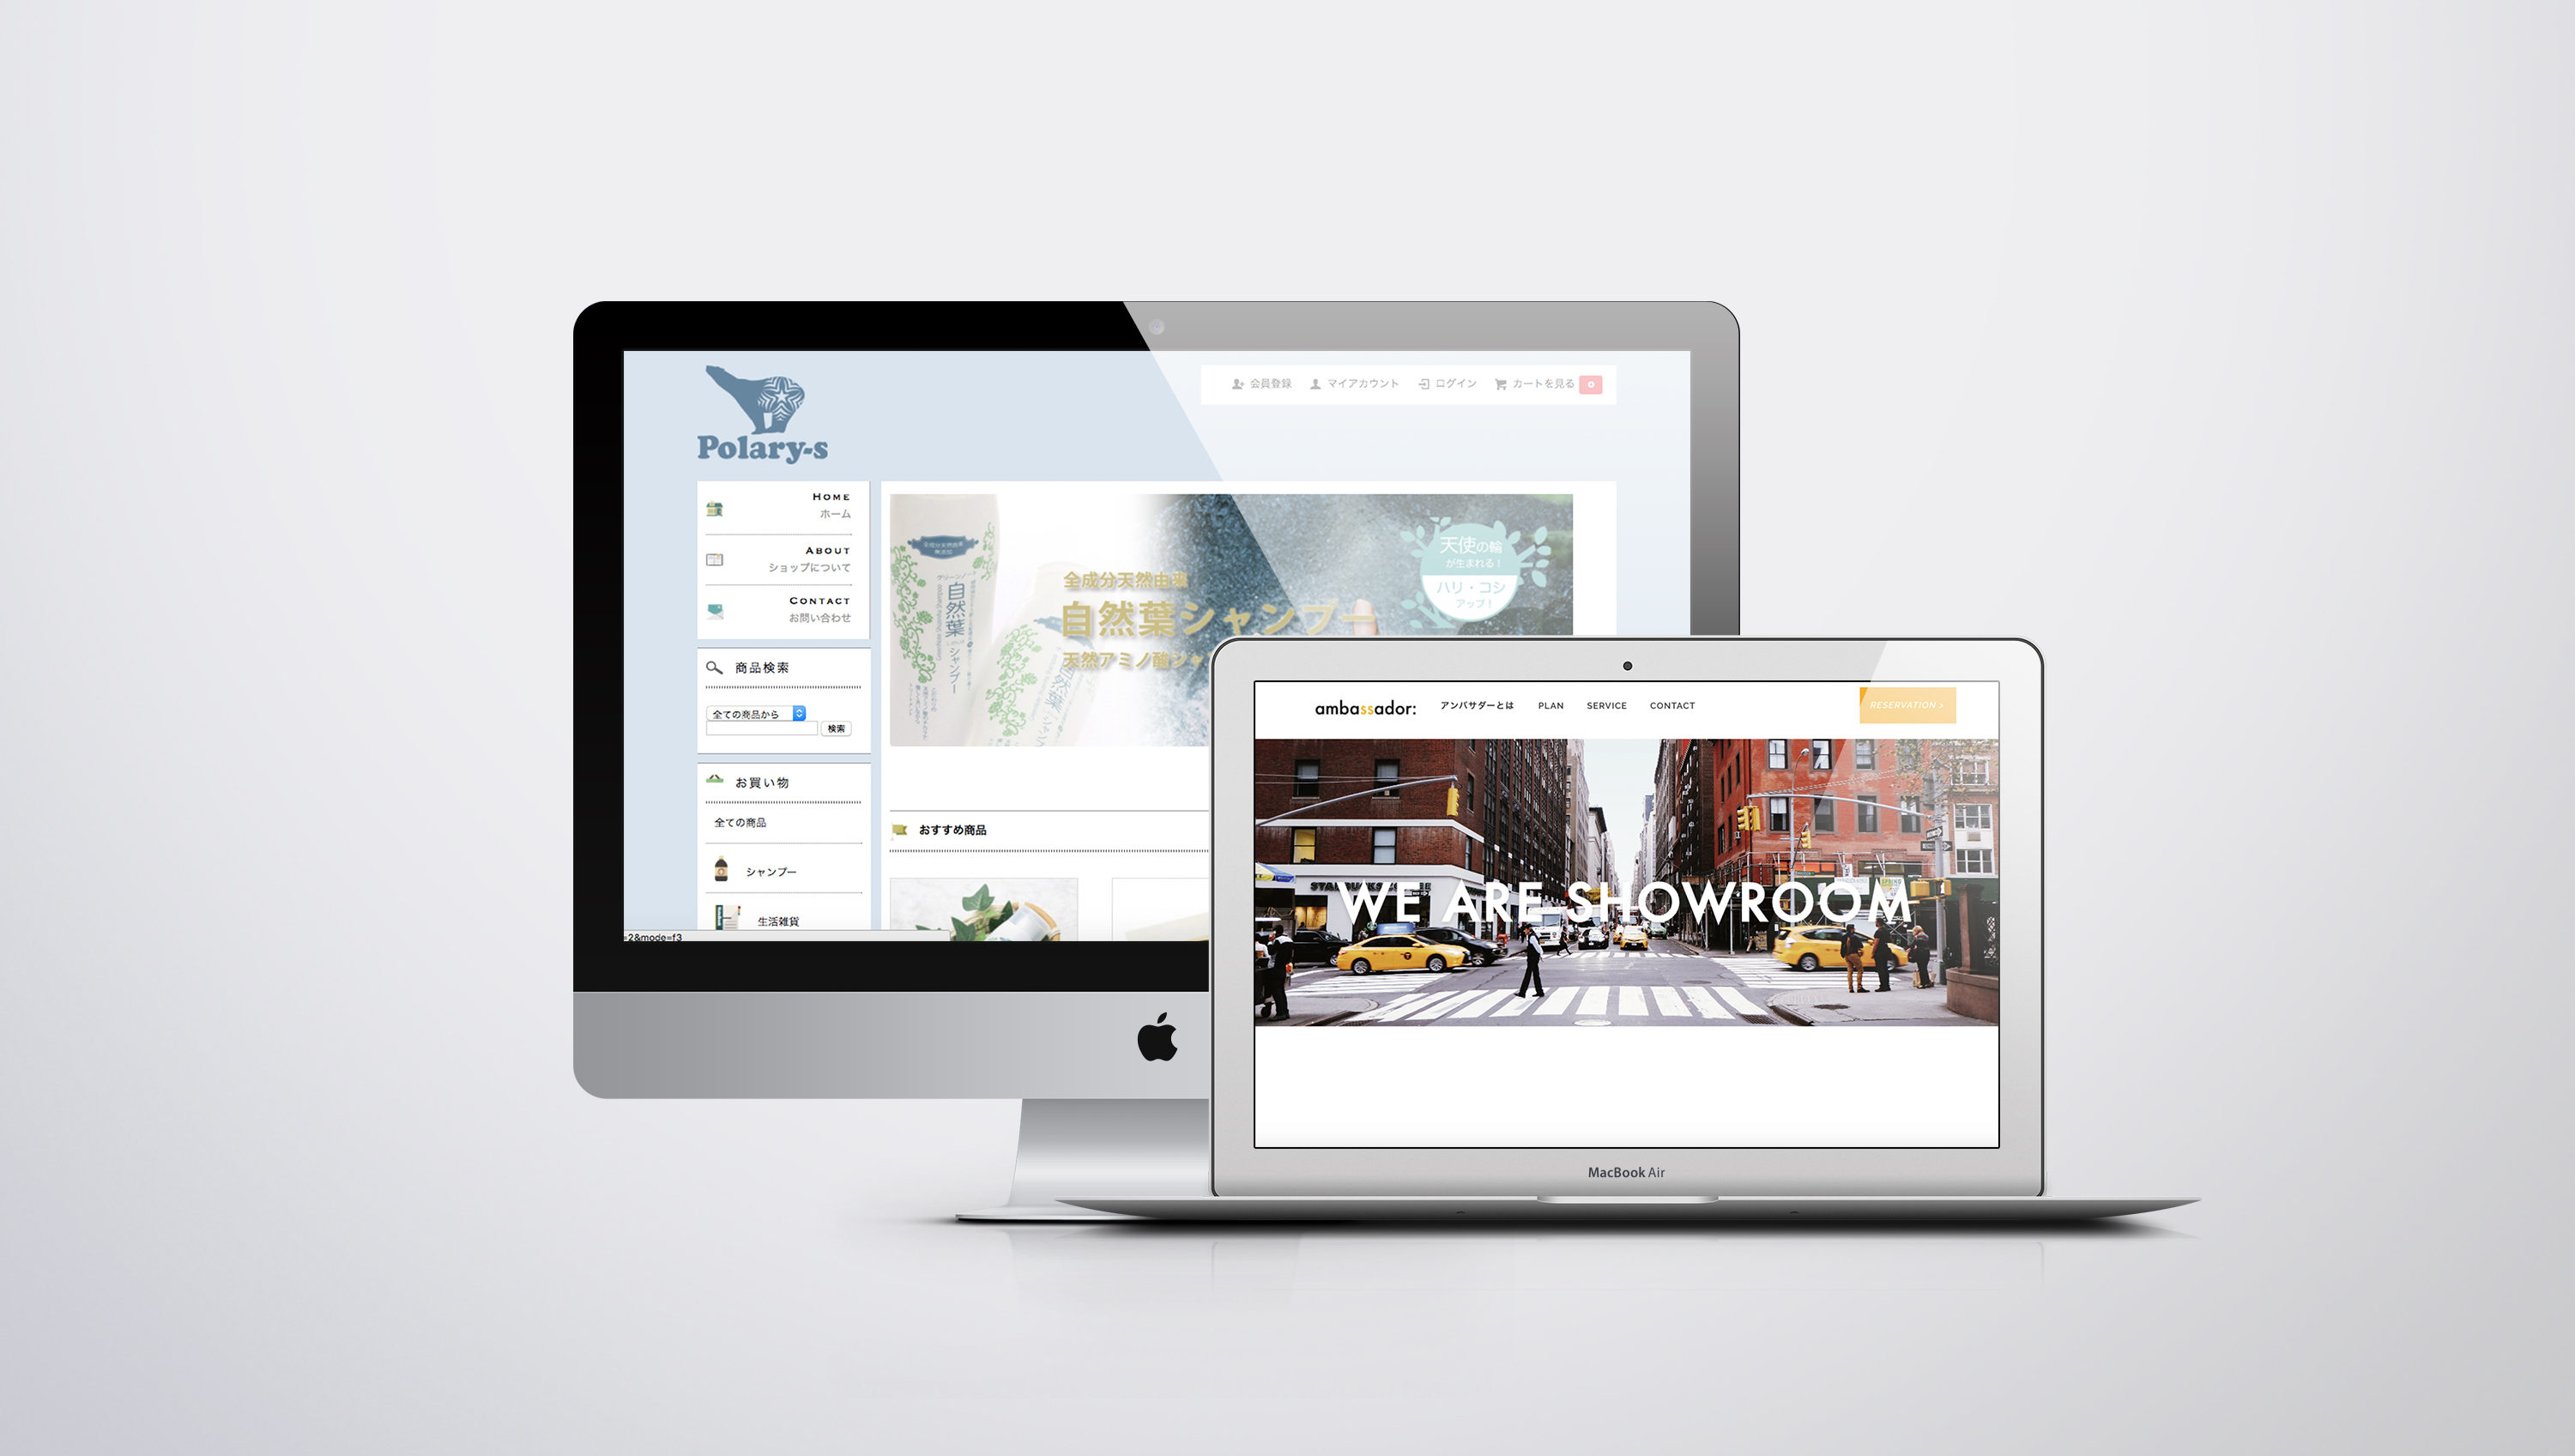 Polary-s
会員登録 マイアカウント ログイン カートを見る 0
HOME
ホーム
ABOUT
ショップについて
CONTACT
お問い合わせ
商品検索
全ての商品から
検索
お買い物
全ての商品
シャンプー
生活雑貨
=2&mode=f3
自然葉シャンプー
全成分天然由来
自然葉シャンプー
天然アミノ酸シャ
天使の輪
が生まれる！
ハリ・コシ
アップ！
おすすめ商品
ambassador: アンバサダーとは PLAN SERVICE CONTACT RESERVATION >
WE ARE SHOWROOM
MacBook Air